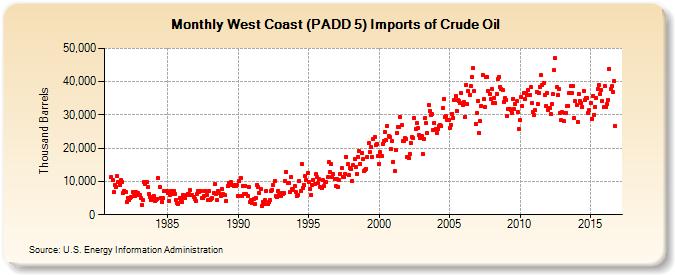 Monthly West Coast (PADD 5) Imports of Crude Oil
Thousand Barrels
50,000
40,000
30,000
20,000
10,000
0
1985 1990 1995 2000 2005 2010 2015
Source: U.S. Energy Information Administration